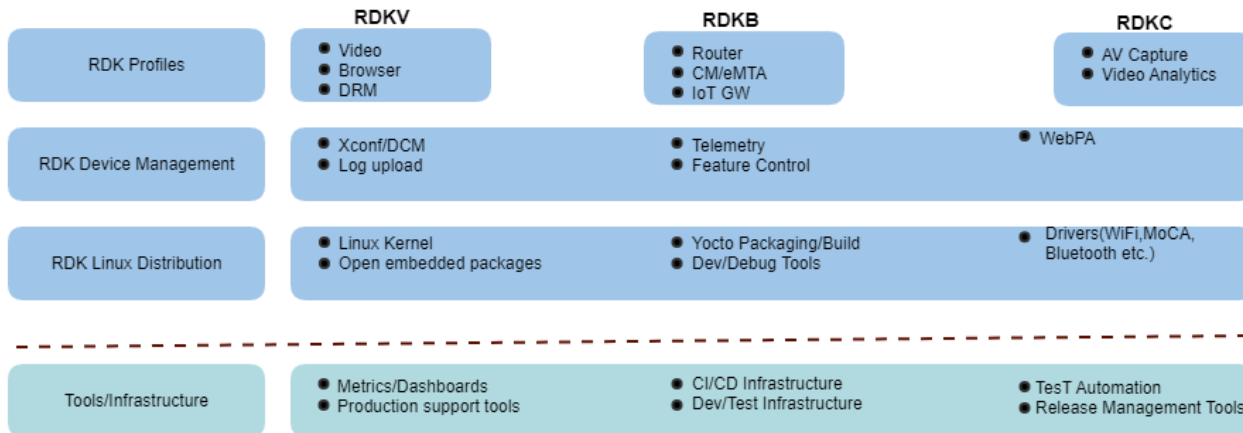 RDKV
RDKB
RDKC
RDK Profiles
Video
Browser
DRM
Router
CM/eMTA
IoT GW
AV Capture
Video Analytics
RDK Device Management
Xconf/DCM
Log upload
Telemetry
Feature Control
WebPA
RDK Linux Distribution
Linux Kernel
Open embedded packages
Yocto Packaging/Build
Dev/Debug Tools
Drivers(WiFi,MoCA,
Bluetooth etc.)
Tools/Infrastructure
Metrics/Dashboards
Production support tools
CI/CD Infrastructure
Dev/Test Infrastructure
TesT Automation
Release Management Tools